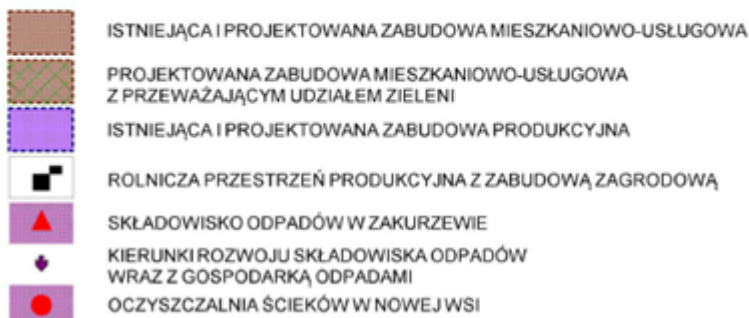 ISTNIEJĄCA I PROJEKTOWANA ZABUDOWA MIESZKANIOWO-USŁUGOWA
PROJEKTOWANA ZABUDOWA MIESZKANIOWO-USŁUGOWA
Z PRZEWAŻAJĄCYM UDZIAŁEM ZIELENI
ISTNIEJĄCA I PROJEKTOWANA ZABUDOWA PRODUKCYJNA
ROLNICZA PRZESTRZEŃ PRODUKCYJNA Z ZABUDOWĄ ZAGRODOWĄ
SKŁADOWISKO ODPADÓW W ZAKURZEWIE
KIERUNKI ROZWOJU SKŁADOWISKA ODPADÓW
WRAZ Z GOSPODARKĄ ODPADAMI
OCZYSZCZALNIA ŚCIEKÓW W NOWEJ WSI